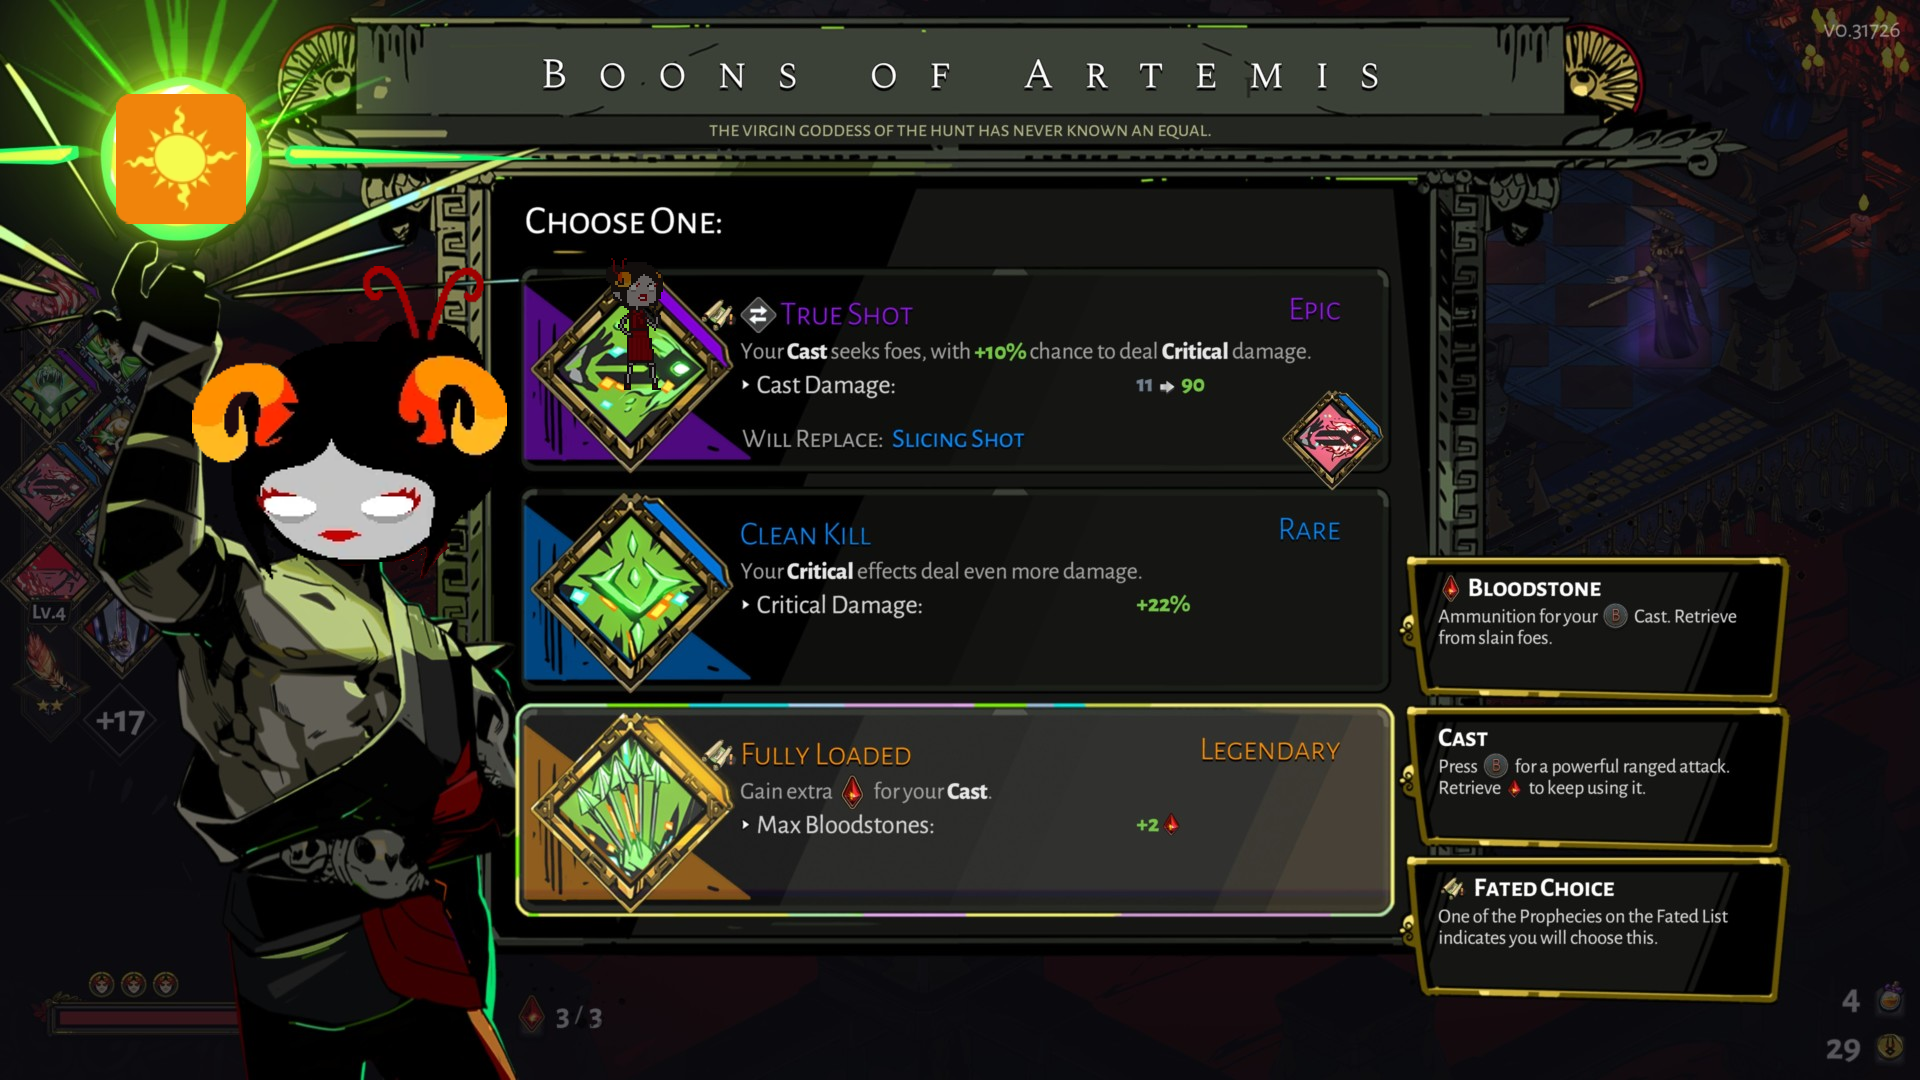 V0.31726
BOONS OF ARTEMIS
THE VIRGIN GODDESS OF THE HUNT HAS NEVER KNOWN AN EQUAL.
CHOOSE ONE:
TRUE SHOT
EPIC
Your Cast seeks foes, with +10% chance to deal Critical damage.
Cast Damage: 11 90
WILL REPLACE: SLICING SHOT
CLEAN KILL
RARE
Your Critical effects deal even more damage.
Critical Damage: +22%
FULLY LOADED
LEGENDARY
Gain extra for your Cast.
Max Bloodstones: +2
BLOODSTONE
Ammunition for your B Cast. Retrieve
from slain foes.
CAST
Press B for a powerful ranged attack.
Retrieve to keep using it.
FATED CHOICE
One of the Prophecies on the Fated List
indicates you will choose this.
Lv.4
+17
3/3
4
29